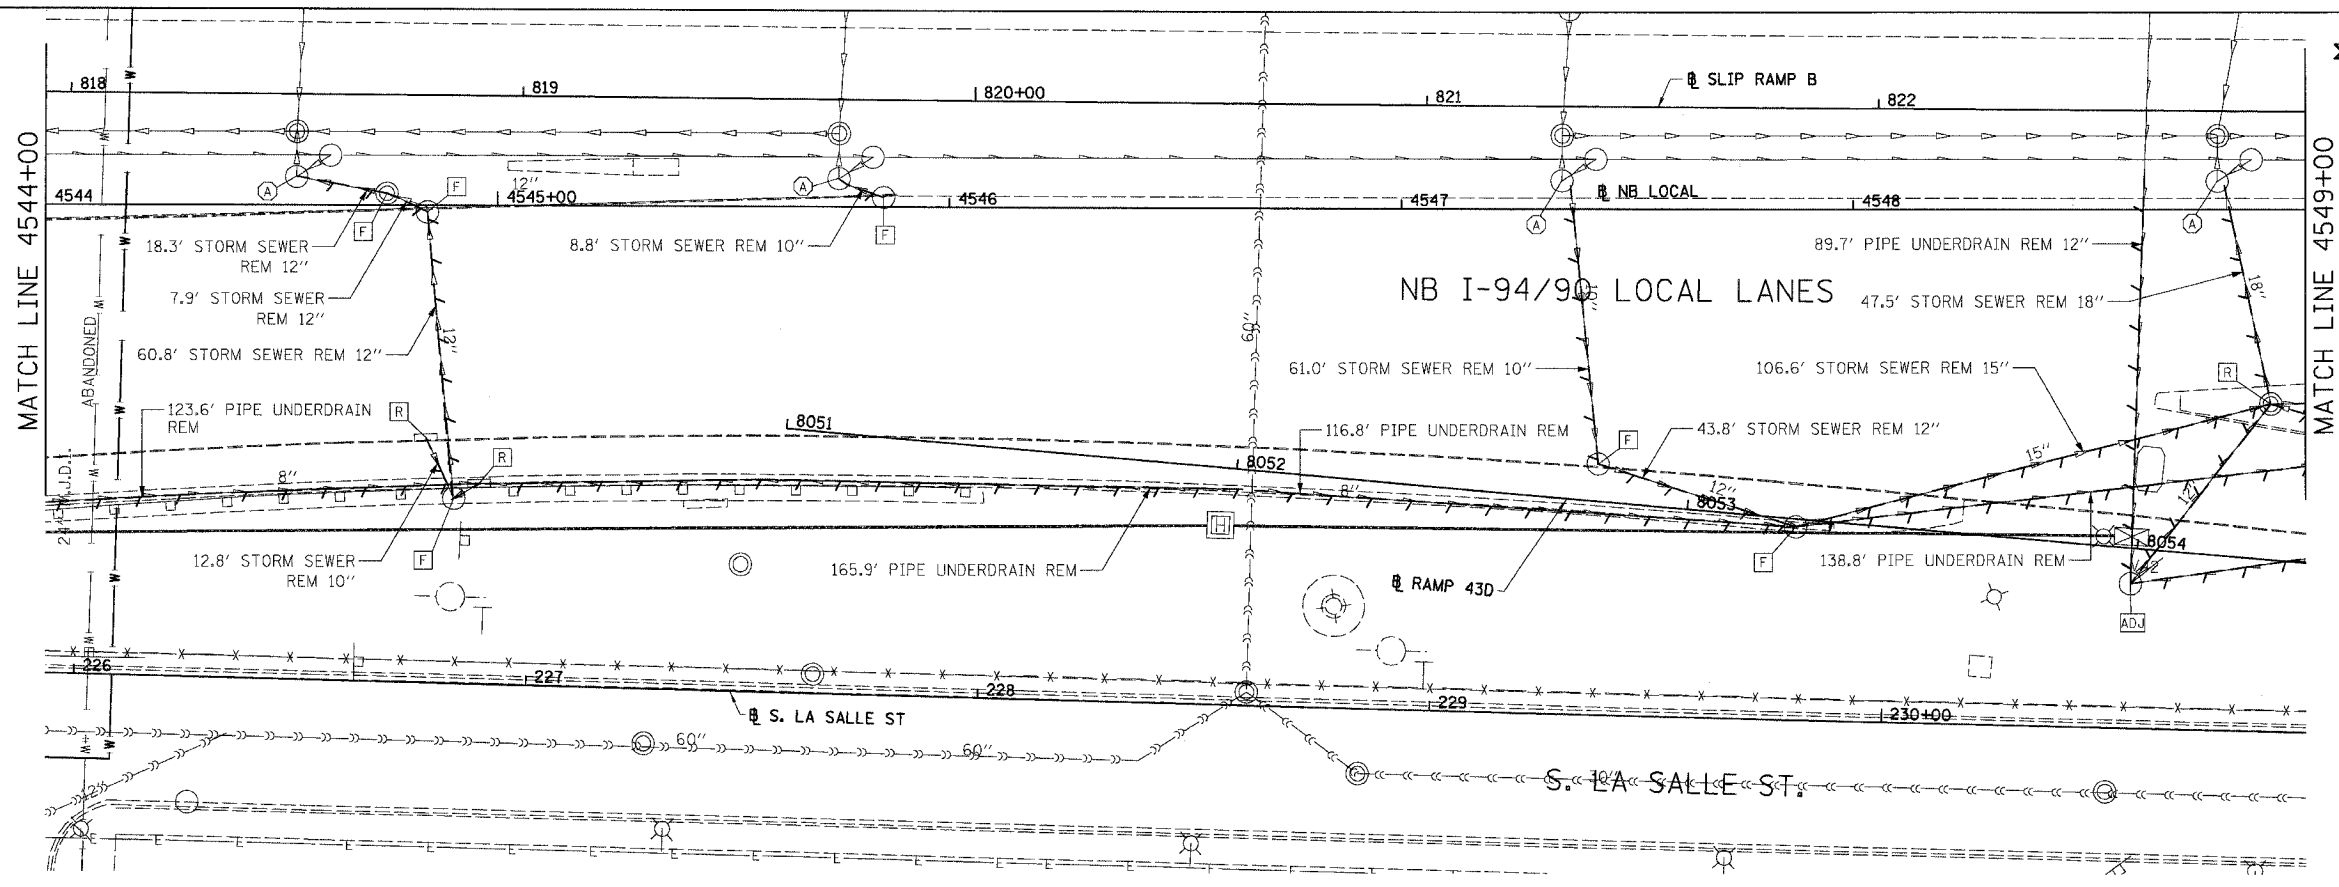 818
819
820+00
821
822
℄ SLIP RAMP B
MATCH LINE 4544+00
MATCH LINE 4549+00
4544
4545+00
4546
4547
4548
℄ NB LOCAL
12"
A
A
A
A
F
F
F
18.3' STORM SEWER
REM 12"
8.8' STORM SEWER REM 10"
89.7' PIPE UNDERDRAIN REM 12"
7.9' STORM SEWER
REM 12"
NB I-94/90 LOCAL LANES
10"
47.5' STORM SEWER REM 18"
18"
60.8' STORM SEWER REM 12"
12"
60"
61.0' STORM SEWER REM 10"
106.6' STORM SEWER REM 15"
R
ABANDONED
123.6' PIPE UNDERDRAIN
REM
R
8051
116.8' PIPE UNDERDRAIN REM
F
43.8' STORM SEWER REM 12"
R
8052
15"
8"
8"
12"
12"
8053
8054
12.8' STORM SEWER
REM 10"
F
H
165.9' PIPE UNDERDRAIN REM
℄ RAMP 43D
F
138.8' PIPE UNDERDRAIN REM
ADJ
226
227
228
229
230+00
℄ S. LA SALLE ST
60"
60"
S. LA SALLE ST.
12"
W
W
W
W
W
W
E
E
E
E
E
E
E